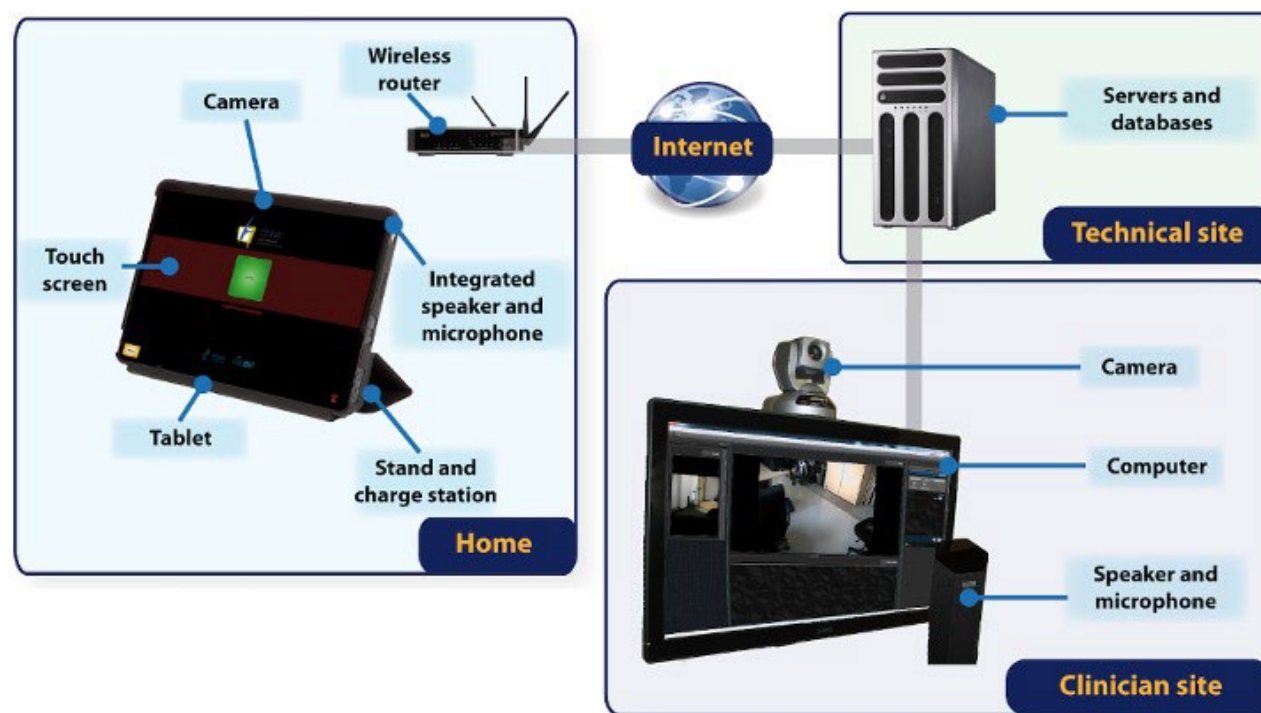 Wireless
router
Camera
Touch
screen
Integrated
speaker and
microphone
Tablet
Stand and
charge station
Home
Internet
Servers and
databases
Technical site
Camera
Computer
Speaker and
microphone
Clinician site